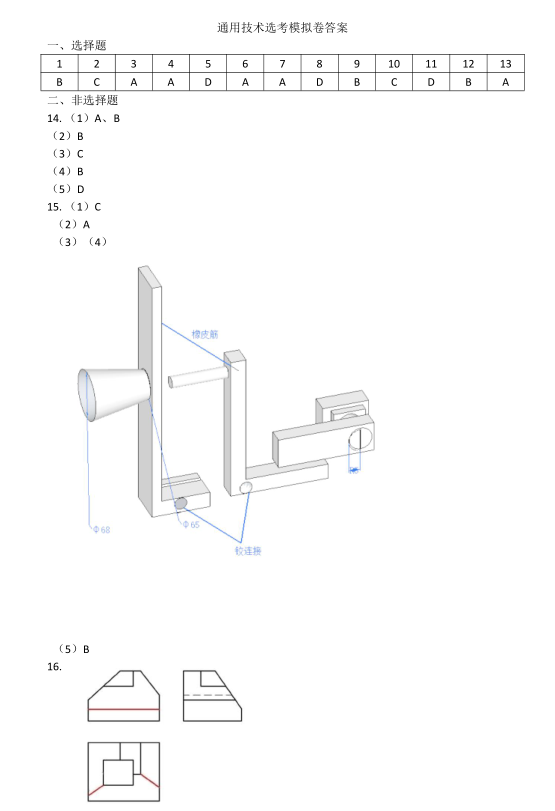 通用技术选考模拟卷答案
一、选择题
1 2 3 4 5 6 7 8 9 10 11 12 13
B C A A D A A D B C D B A
二、非选择题
14.（1）A、B
（2）B
（3）C
（4）B
（5）D
15.（1）C
（2）A
（3）（4）
橡皮筋
Φ68
Φ65
铰连接
（5）B
16.